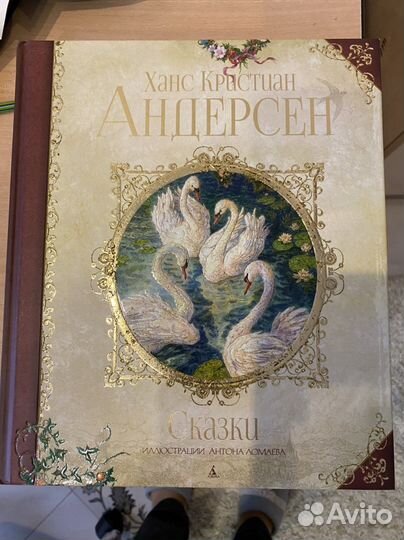 Ханс Кристиан
АНДЕРСЕН
Сказки
ИЛЛЮСТРАЦИИ АНТОНА ЛОМАЕВА
Avito